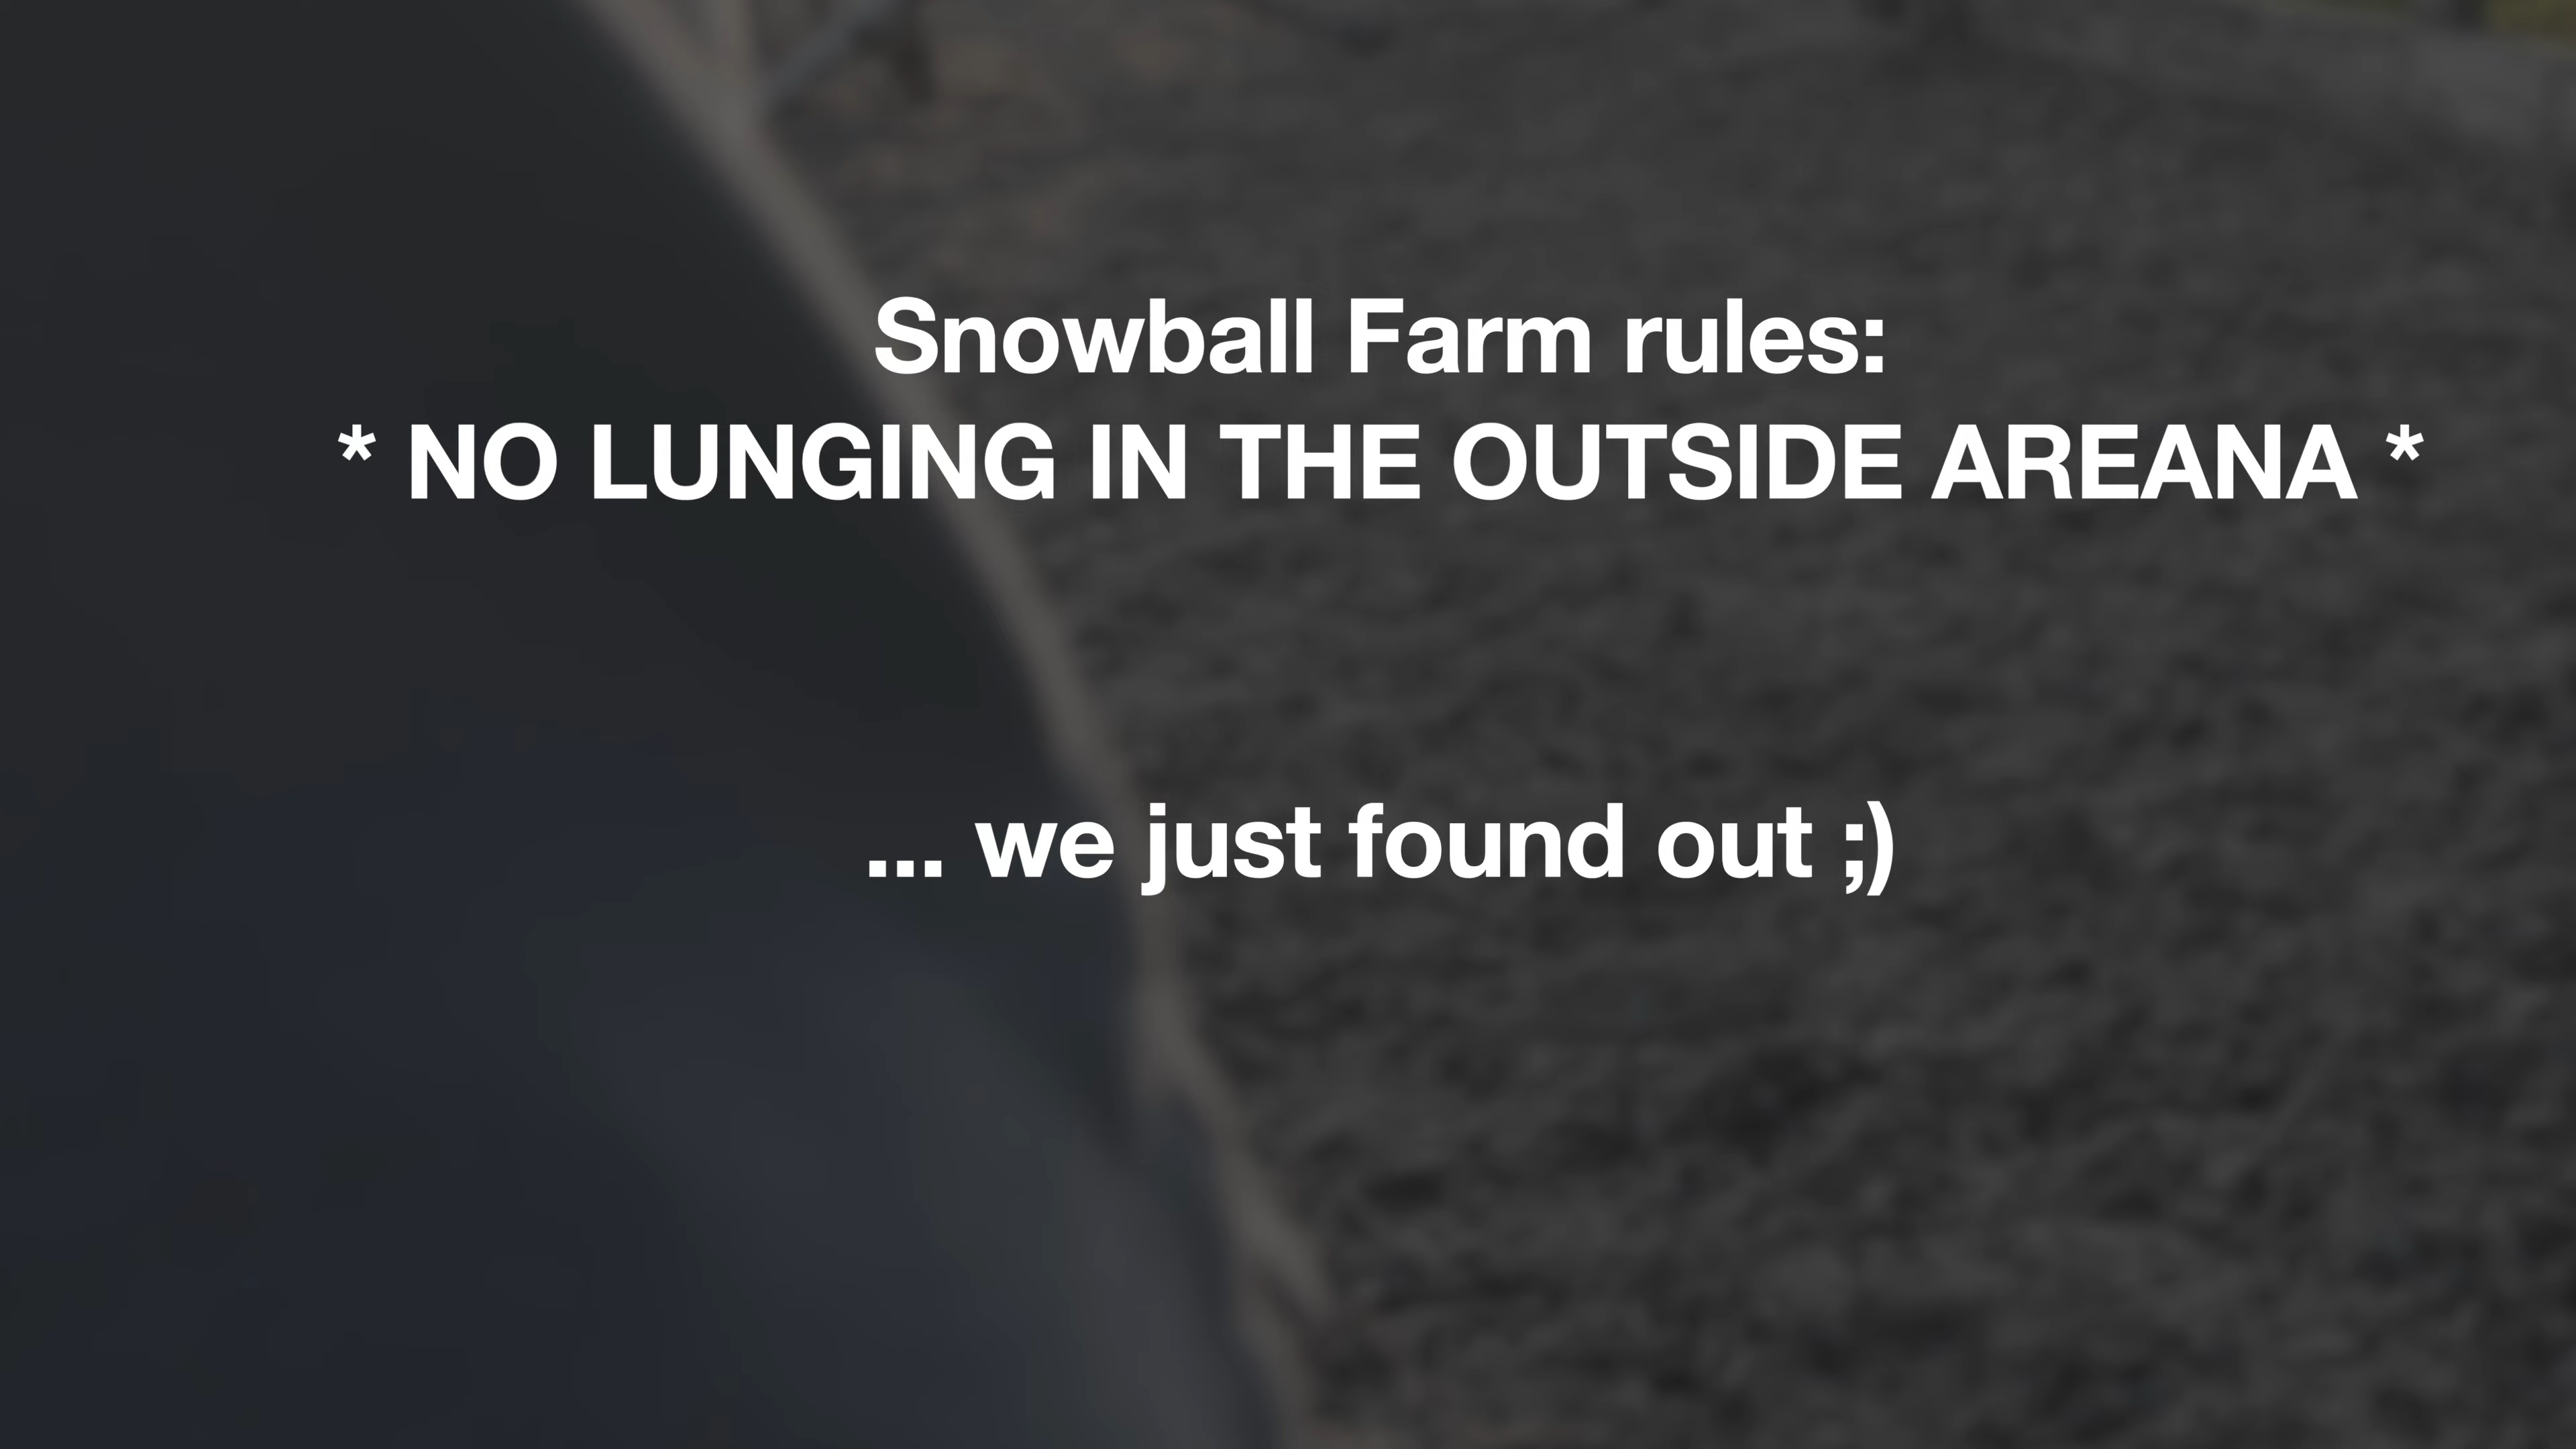 Snowball Farm rules:
* NO LUNGING IN THE OUTSIDE AREANA *
... we just found out ;)